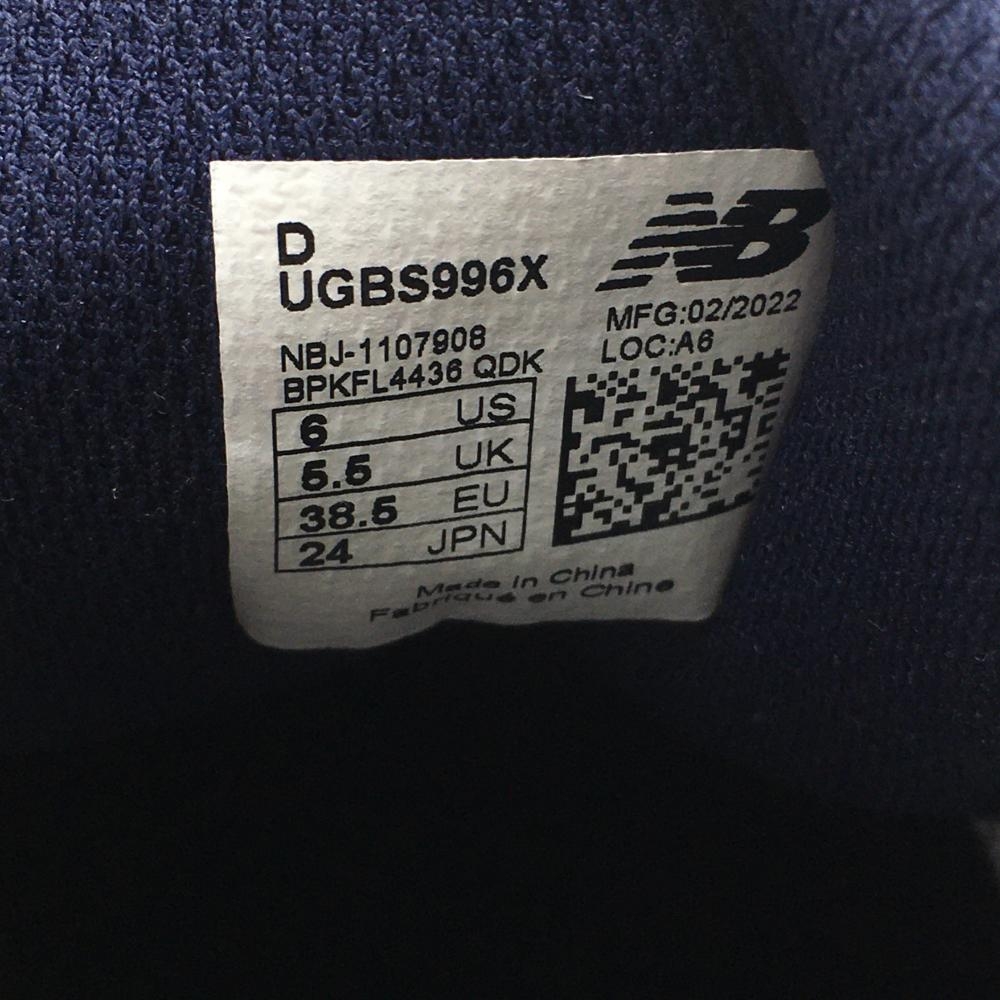 D
UGBS996X
NB
NBJ-1107908
BPKFL4436 QDK
MFG:02/2022
LOC:A6
6 US
5.5 UK
38.5 EU
24 JPN
Made in China
Fabriqué en Chine